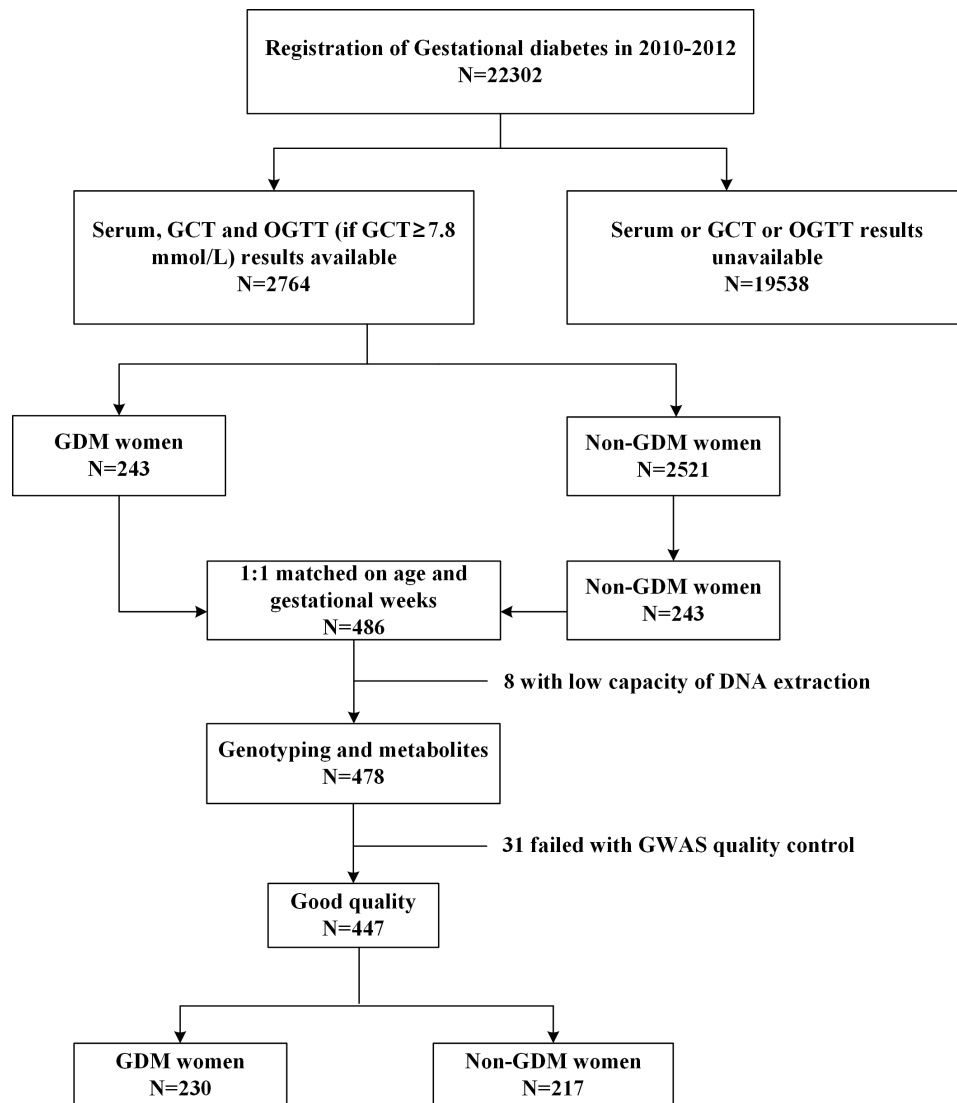 Registration of Gestational diabetes in 2010-2012
N=22302
Serum, GCT and OGTT (if GCT≥7.8
mmol/L) results available
N=2764
Serum or GCT or OGTT results
unavailable
N=19538
GDM women
N=243
Non-GDM women
N=2521
1:1 matched on age and
gestational weeks
N=486
Non-GDM women
N=243
8 with low capacity of DNA extraction
Genotyping and metabolites
N=478
31 failed with GWAS quality control
Good quality
N=447
GDM women
N=230
Non-GDM women
N=217